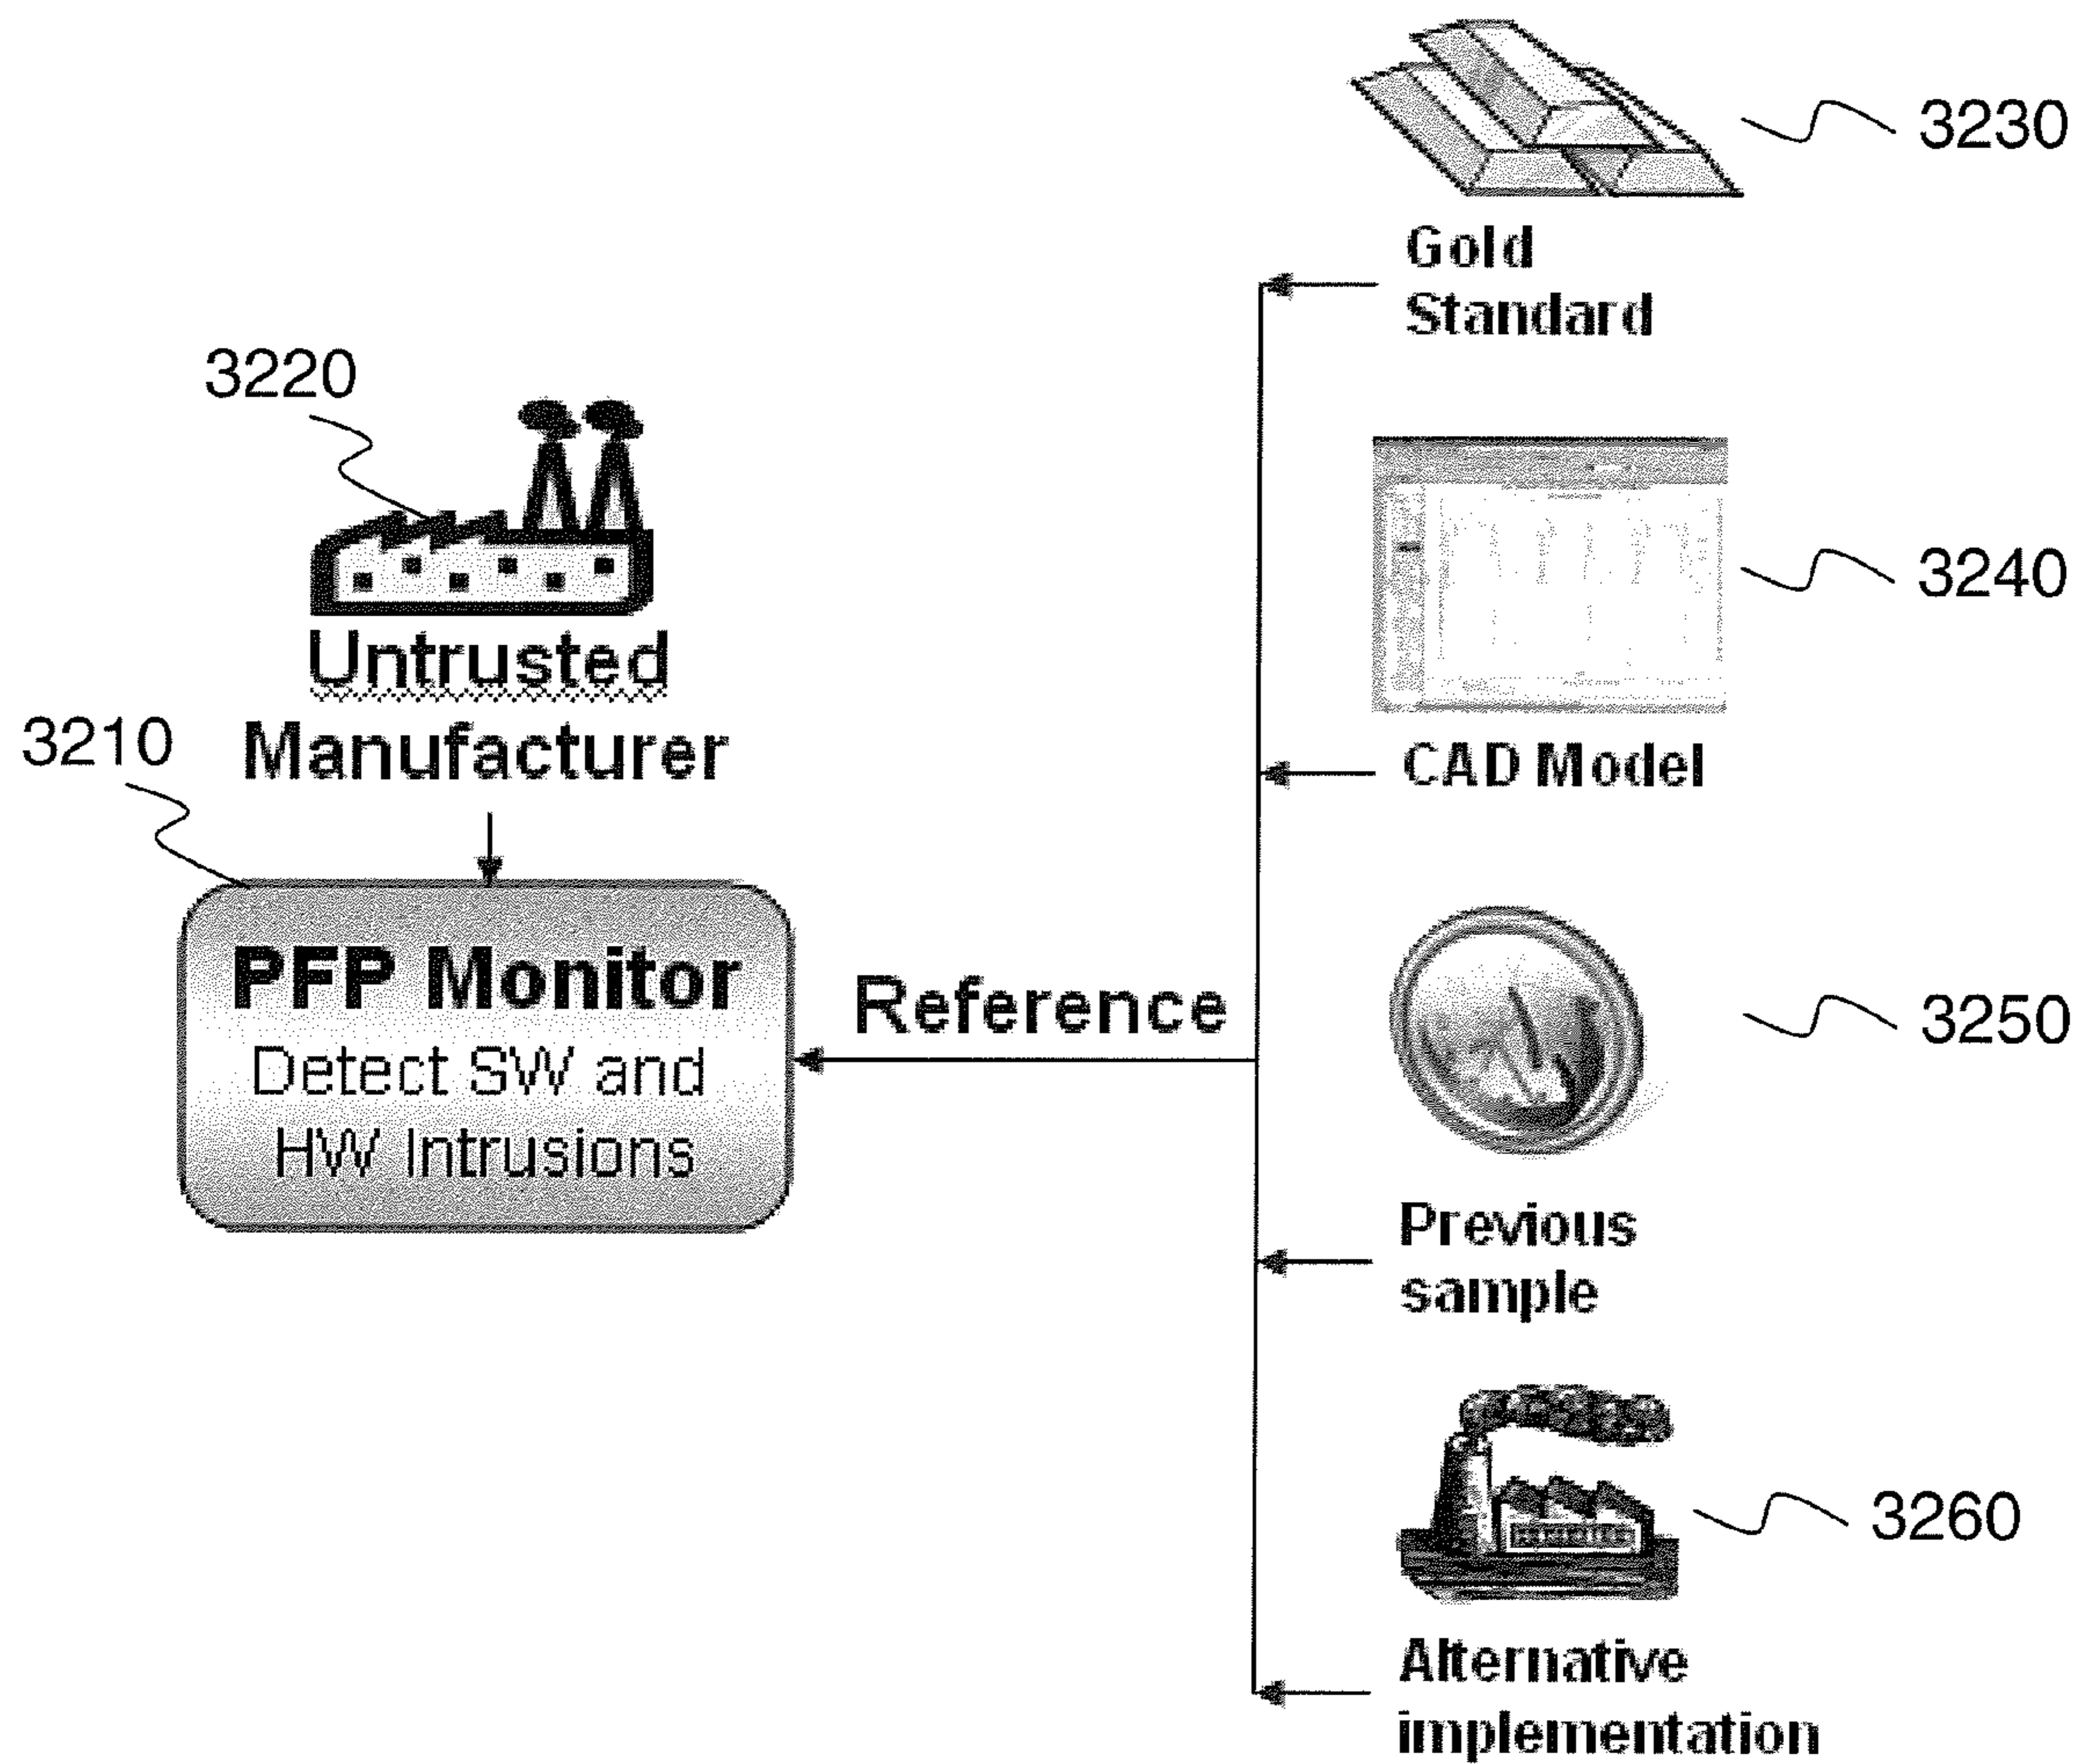 3230
Gold
Standard
3220
3240
Untrusted
Manufacturer
3210
CAD Model
PFP Monitor
Detect SW and
HW Intrusions
Reference
3250
Previous
sample
3260
Alternative
implementation